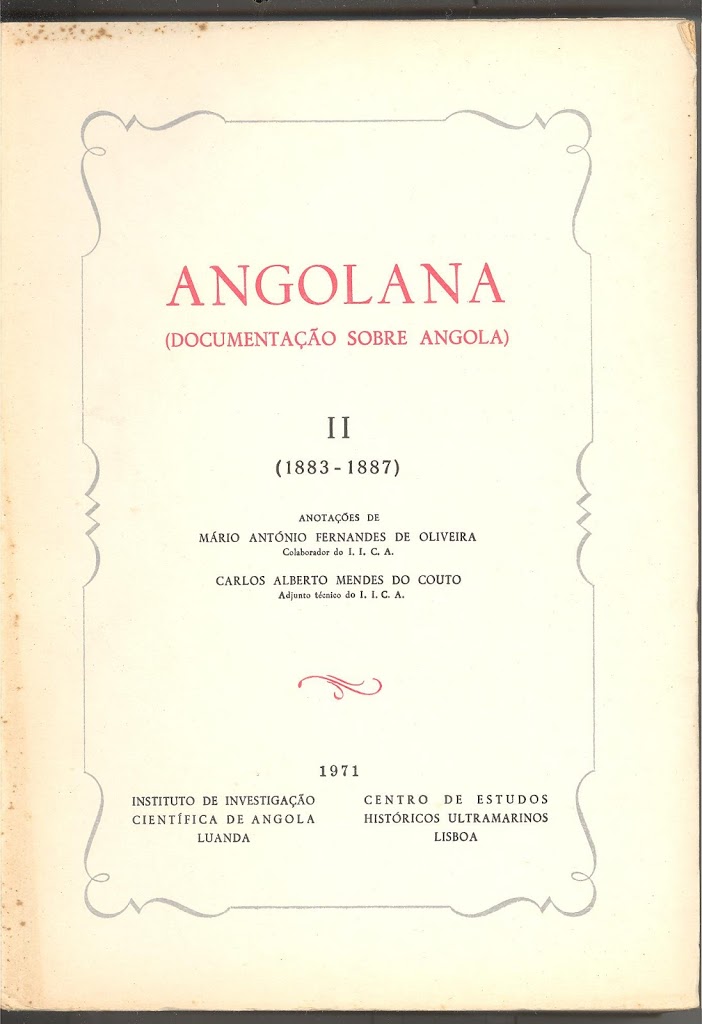 ANGOLANA
(DOCUMENTAÇÃO SOBRE ANGOLA)
II
(1883-1887)
ANOTAÇÕES DE
MÁRIO ANTÓNIO FERNANDES DE OLIVEIRA
Colaborador do I. I. C. A.
CARLOS ALBERTO MENDES DO COUTO
Adjunto técnico do I. I. C. A.
1971
INSTITUTO DE INVESTIGAÇÃO
CIENTÍFICA DE ANGOLA
LUANDA
CENTRO DE ESTUDOS
HISTÓRICOS ULTRAMARINOS
LISBOA